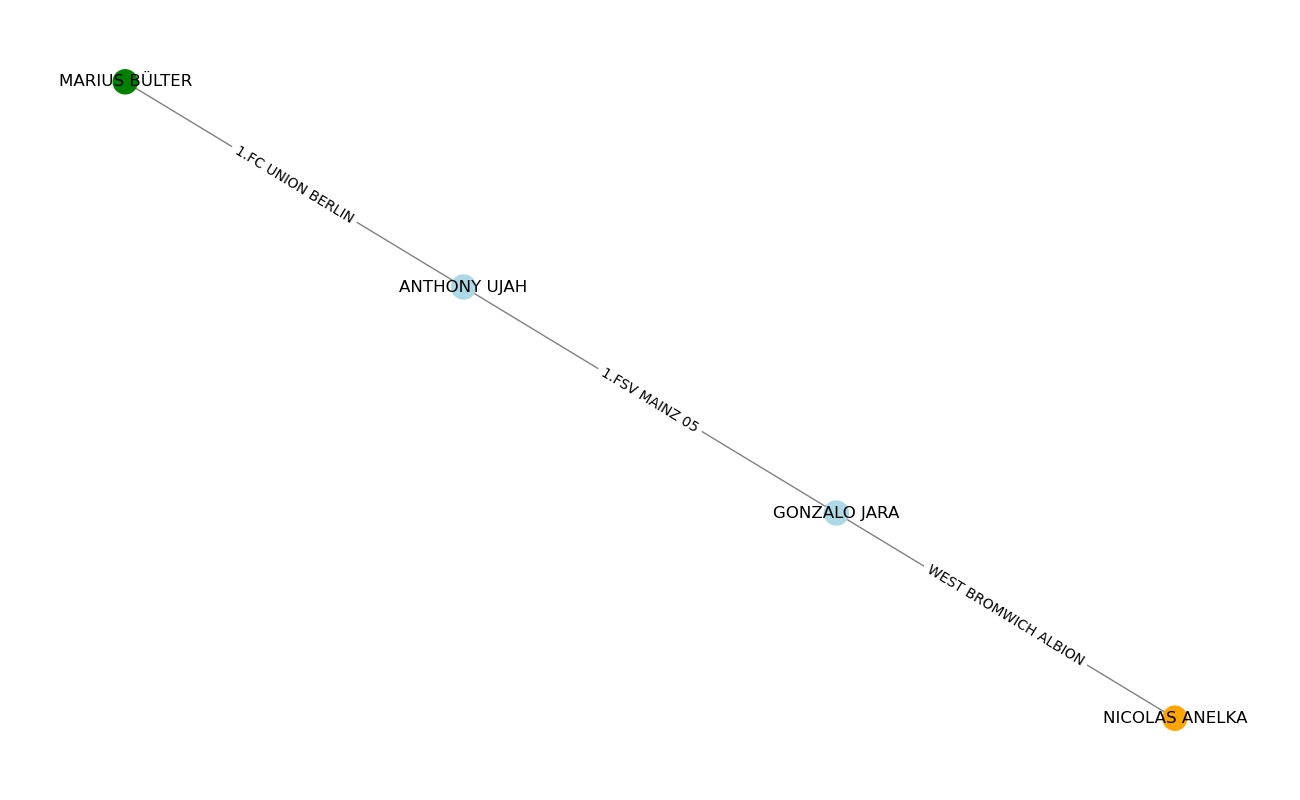 MARIUS BÜLTER
1.FC UNION BERLIN
ANTHONY UJAH
1.FSV MAINZ 05
GONZALO JARA
WEST BROMWICH ALBION
NICOLAS ANELKA